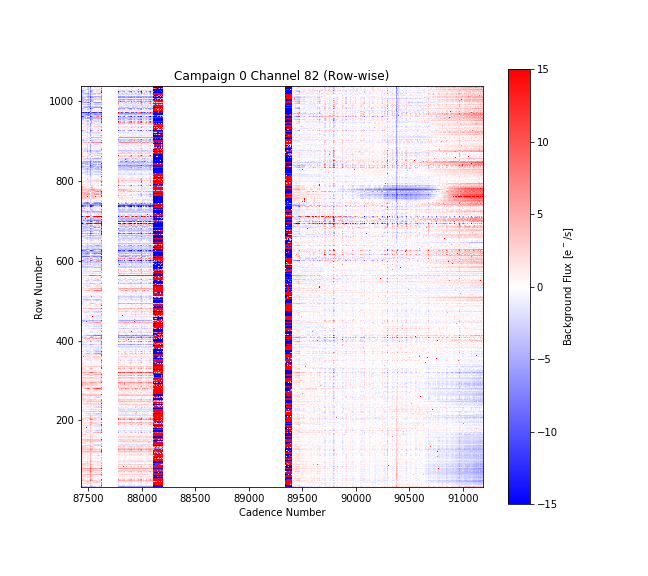 Campaign 0 Channel 82 (Row-wise)
1000
800
600
400
200
Row Number
87500 88000 88500 89000 89500 90000 90500 91000
Cadence Number
15
10
5
0
−5
−10
−15
Background Flux [e⁻/s]